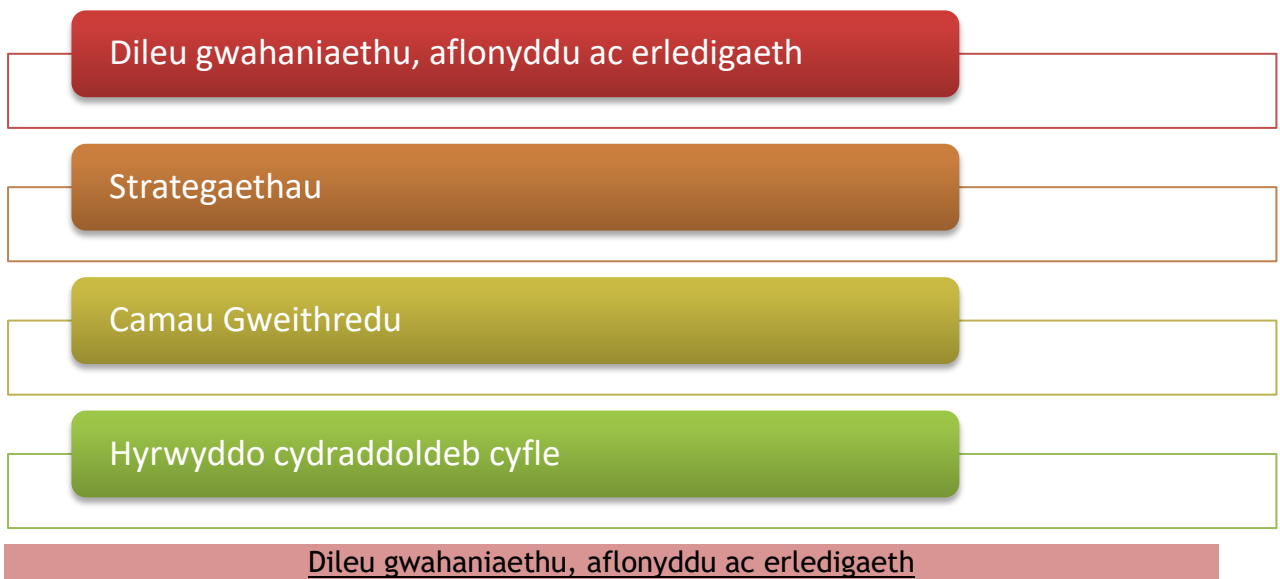 Dileu gwahaniaethu, aflonyddu ac erledigaeth
Strategaethau
Camau Gweithredu
Hyrwyddo cydraddoldeb cyfle
Dileu gwahaniaethu, aflonyddu ac erledigaeth